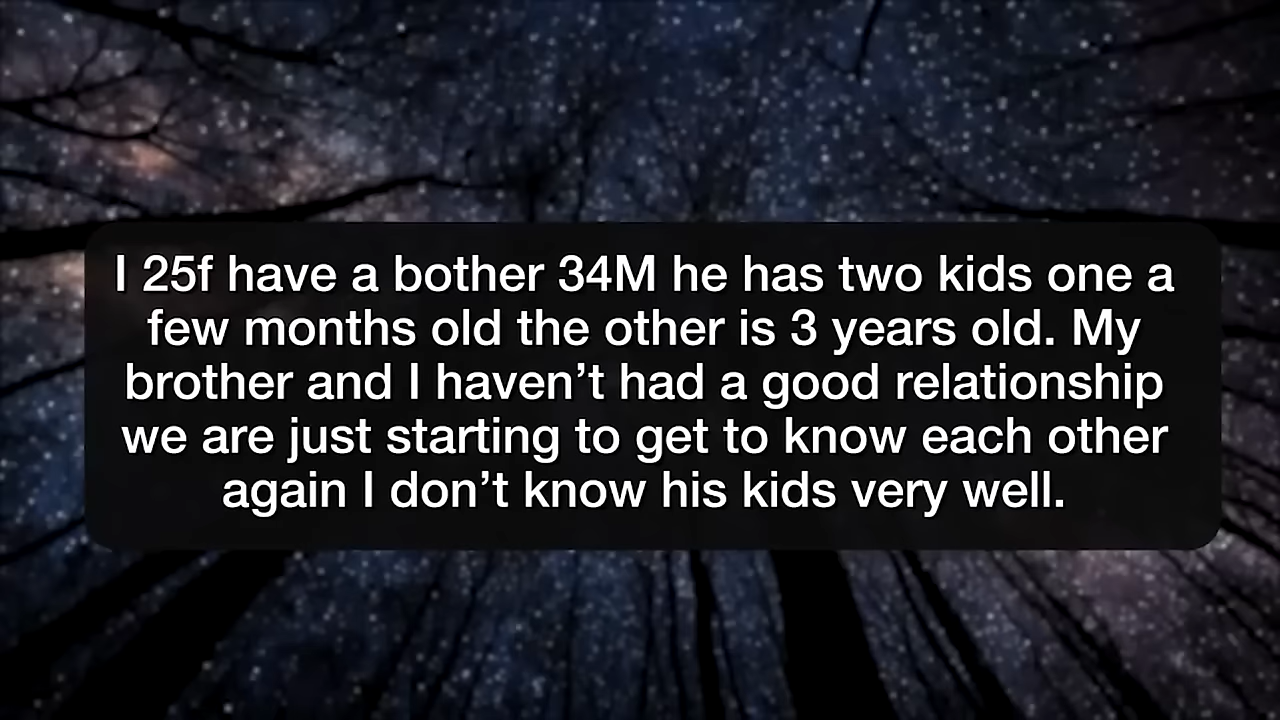 I 25f have a bother 34M he has two kids one a
few months old the other is 3 years old. My
brother and I haven’t had a good relationship
we are just starting to get to know each other
again I don’t know his kids very well.